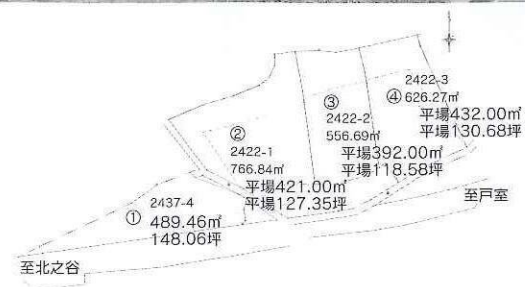 ① 2437-4
489.46㎡
148.06坪
② 2422-1
766.84㎡
平場421.00㎡
平場127.35坪
③ 2422-2
556.69㎡
平場392.00㎡
平場118.58坪
④ 2422-3
626.27㎡
平場432.00㎡
平場130.68坪
至戸室
至北之谷